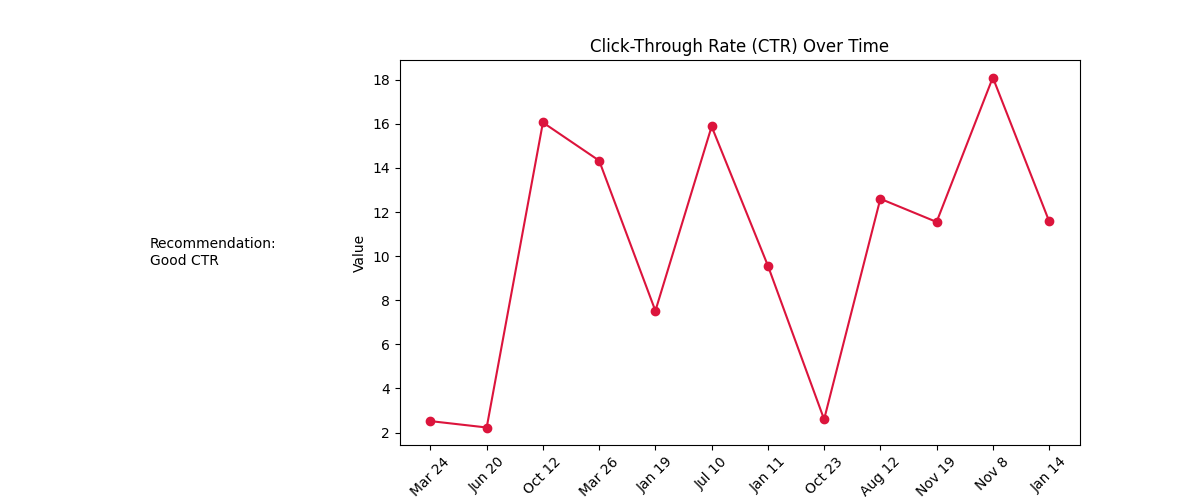 Click-Through Rate (CTR) Over Time
Recommendation:
Good CTR
Value
18
16
14
12
10
8
6
4
2
Mar 24
Jun 20
Oct 12
Mar 26
Jan 19
Jul 10
Jan 11
Oct 23
Aug 12
Nov 19
Nov 8
Jan 14